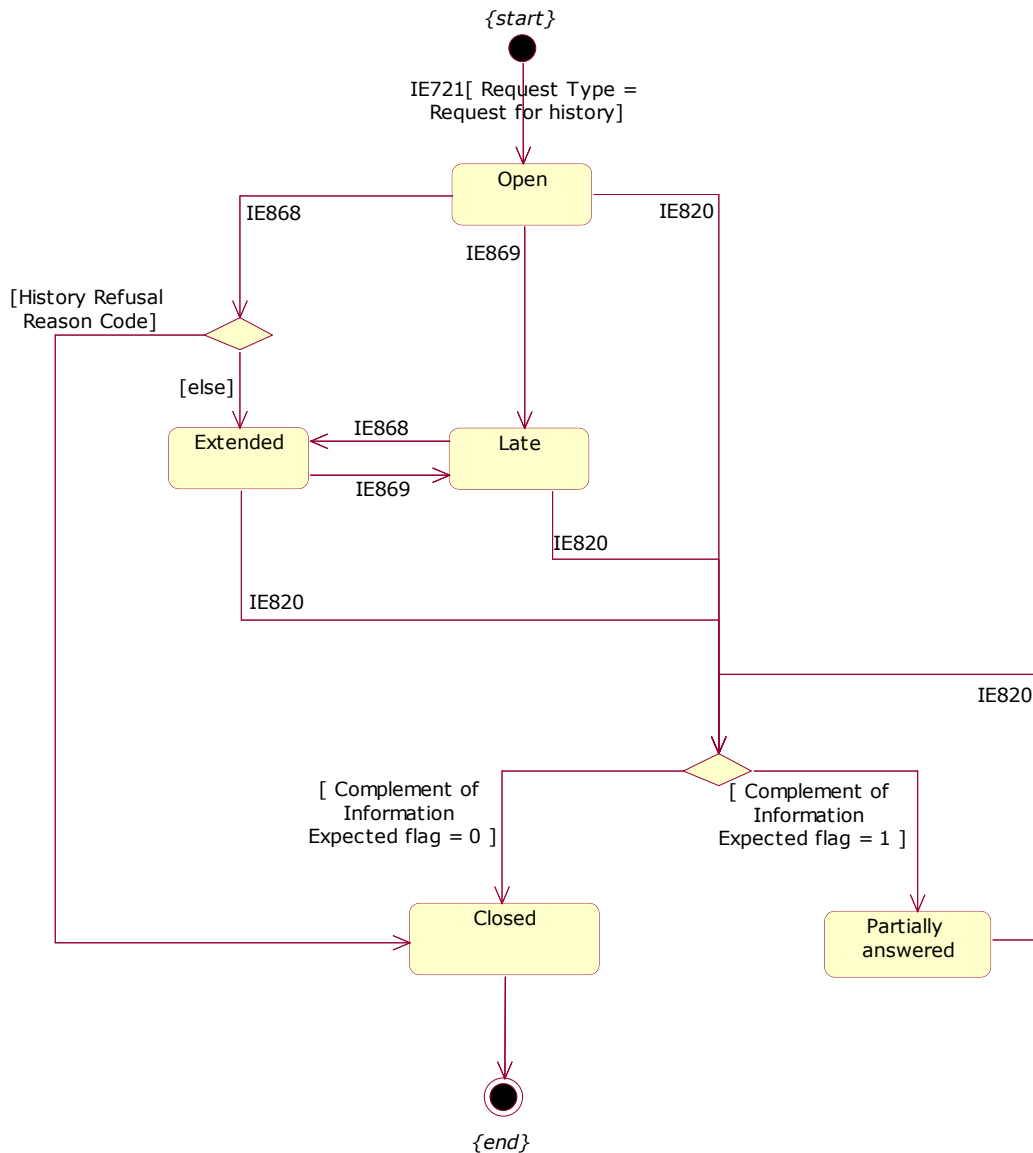 {start}
IE721[ Request Type =
Request for history]
Open
IE868
IE820
IE869
[History Refusal
Reason Code]
[else]
Extended
IE868
Late
IE869
IE820
IE820
IE820
[ Complement of
Information
Expected flag = 0 ]
[ Complement of
Information
Expected flag = 1 ]
Closed
Partially
answered
{end}